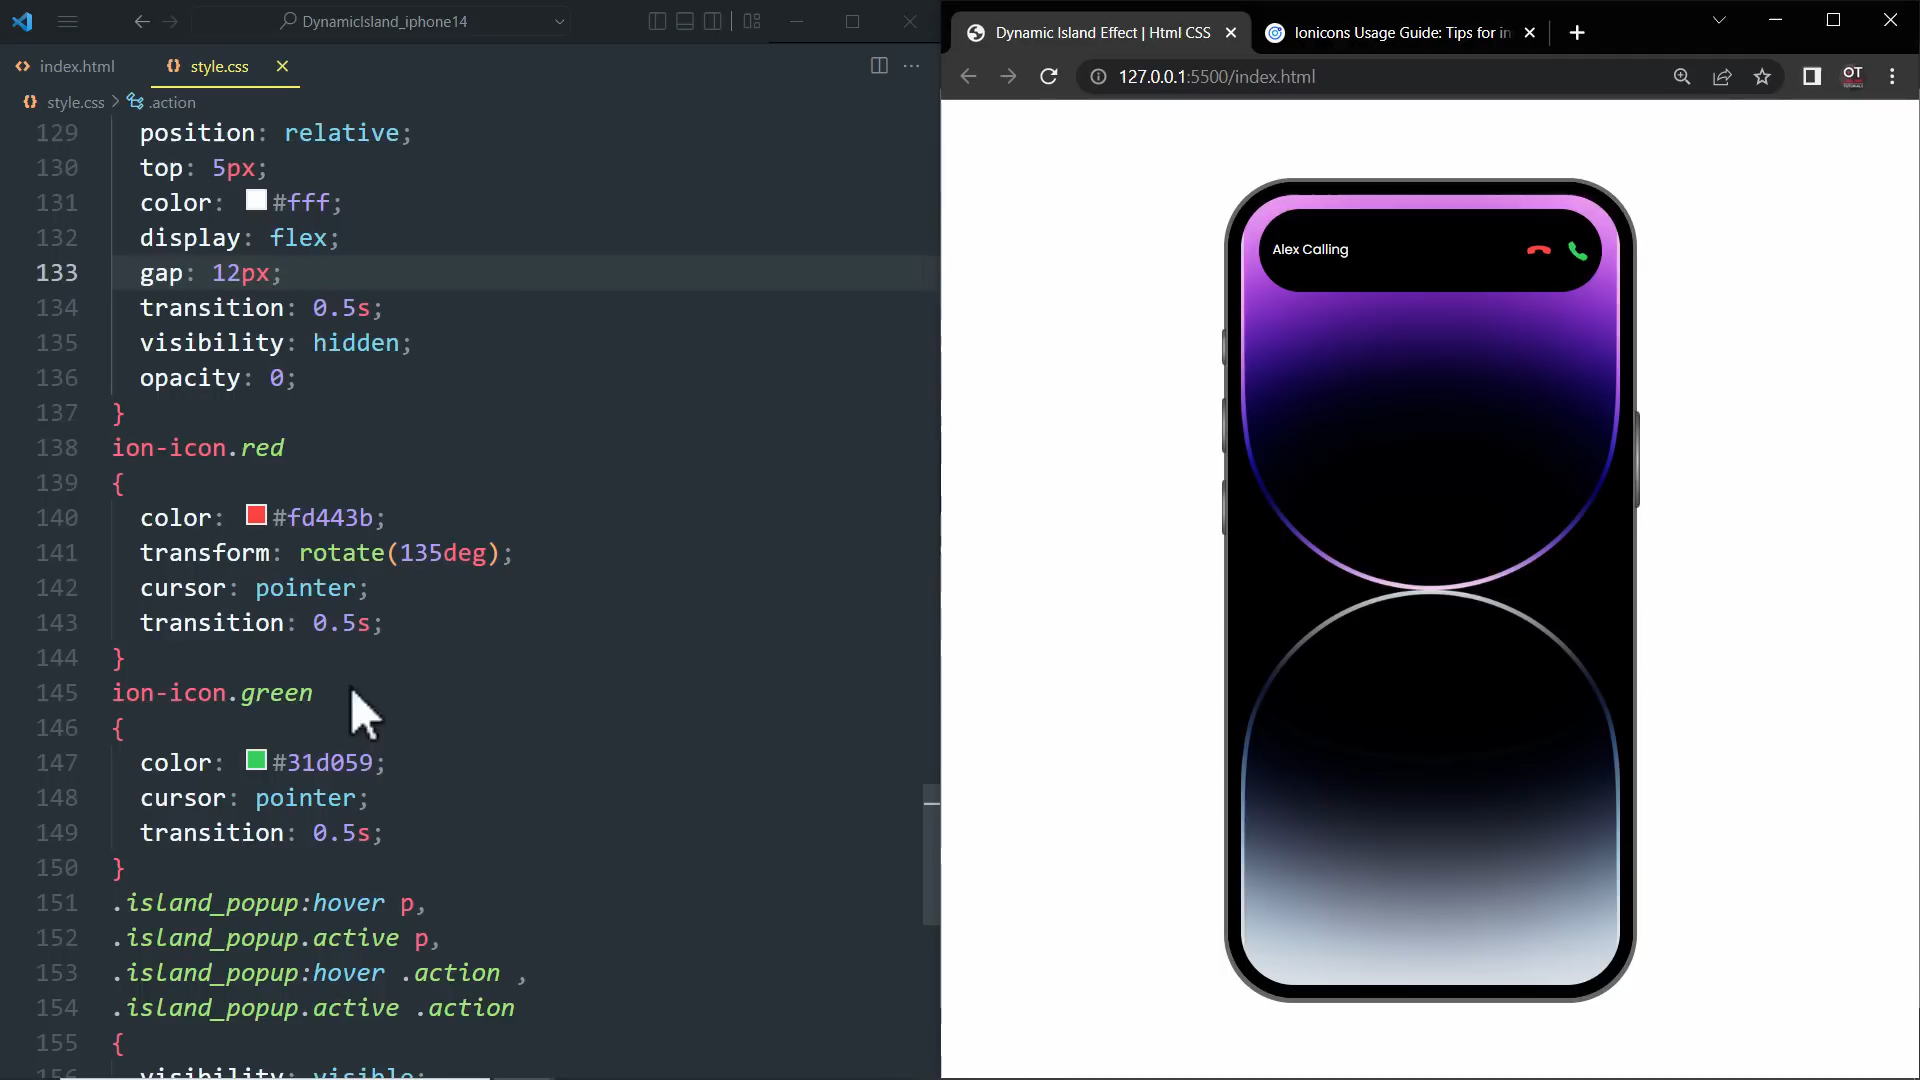 DynamicIsland_iphone14
index.html
style.css
style.css > .action
129 position: relative;
130 top: 5px;
131 color: #fff;
132 display: flex;
133 gap: 12px;
134 transition: 0.5s;
135 visibility: hidden;
136 opacity: 0;
137 }
138 ion-icon.red
139 {
140 color: #fd443b;
141 transform: rotate(135deg);
142 cursor: pointer;
143 transition: 0.5s;
144 }
145 ion-icon.green
146 {
147 color: #31d059;
148 cursor: pointer;
149 transition: 0.5s;
150 }
151 .island_popup:hover p,
152 .island_popup.active p,
153 .island_popup:hover .action ,
154 .island_popup.active .action
155 {
156 visibility: visible;
Dynamic Island Effect | Html CSS
Ionicons Usage Guide: Tips for in
127.0.0.1:5500/index.html
OT
Alex Calling